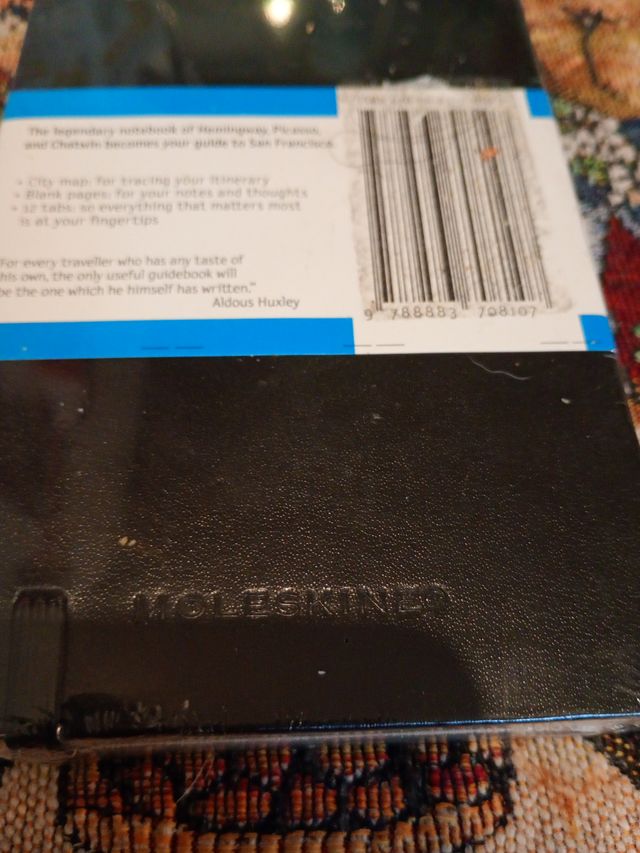 The legendary notebook of Hemingway, Picasso,
and Chatwin becomes your guide to San Francisco
• City map: for tracing your itinerary
• Blank pages: for your notes and thoughts
• 12 tabs: so everything that matters most
is at your fingertips
For every traveller who has any taste of
his own, the only useful guidebook will
be the one which he himself has written."
Aldous Huxley
9 788883 708107
MOLESKINE®